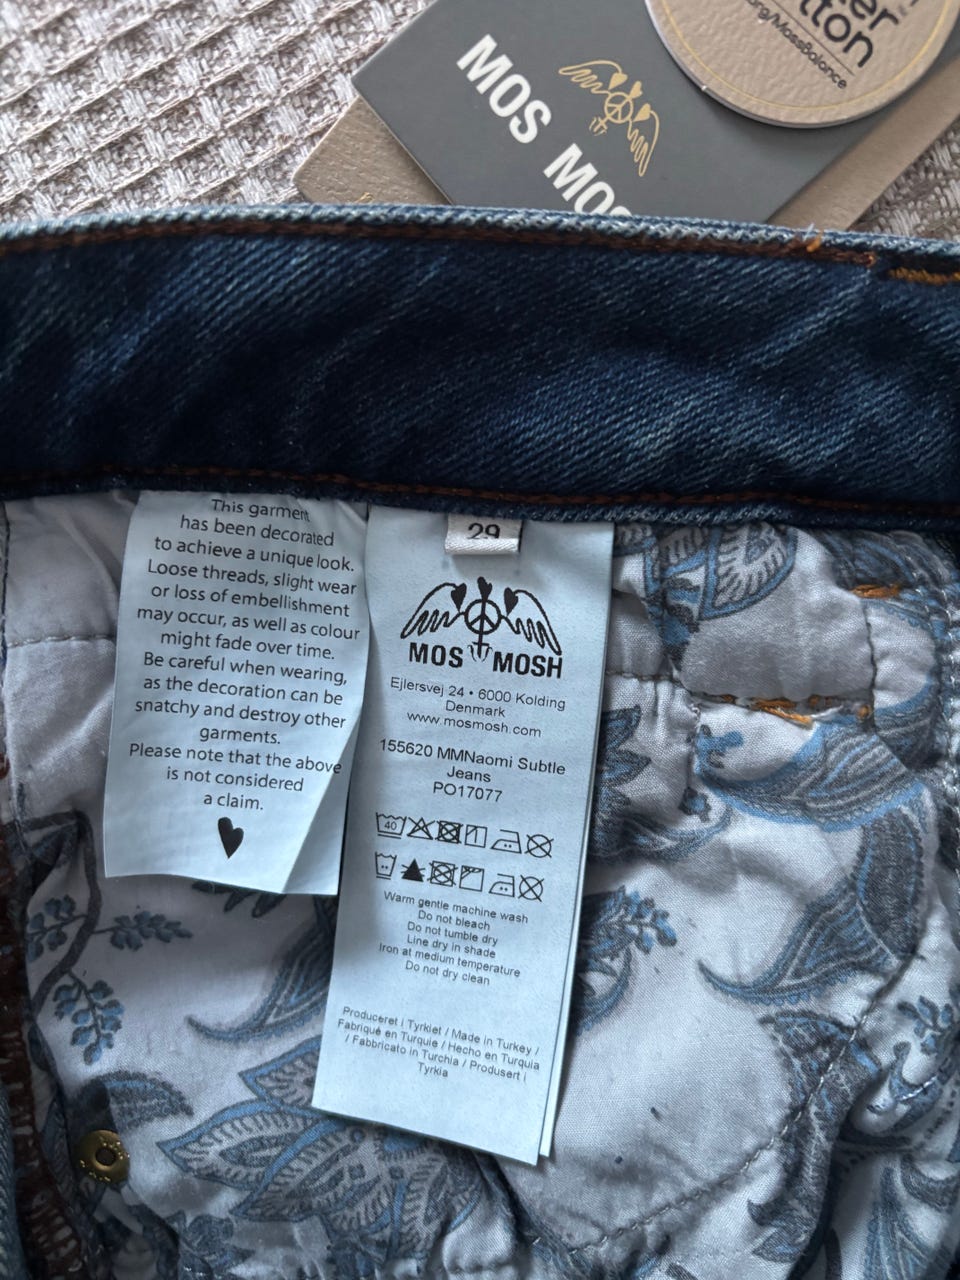 MOS MOS
This garment
has been decorated
to achieve a unique look.
Loose threads, slight wear
or loss of embellishment
may occur, as well as colour
might fade over time.
Be careful when wearing,
as the decoration can be
snatchy and destroy other
garments.
Please note that the above
is not considered
a claim.
29
MOS MOSH
Ejlersvej 24 • 6000 Kolding
Denmark
www.mosmosh.com
155620 MMNaomi Subtle
Jeans
PO17077
40
Warm gentle machine wash
Do not bleach
Do not tumble dry
Line dry in shade
Iron at medium temperature
Do not dry clean
Produceret i Tyrkiet / Made in Turkey /
Fabriqué en Turquie / Hecho en Turquia
/ Fabbricato in Turchia / Produsert i
Tyrkia